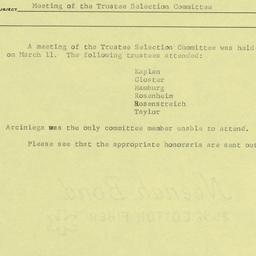 SUBJECT Meeting of the Trustee Selection Committee
A meeting of the Trustee Selection Committee was held
on March 11. The following trustees attended:
Kaplan
Closter
Hamburg
Rosenheim
Rosenstreich
Taylor
Arciniega was the only committee member unable to attend.
Please see that the appropriate honoraria are sent out